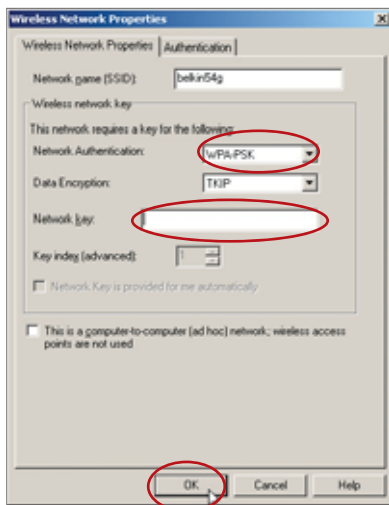 Wireless Network Properties
Wireless Network Properties Authentication
Network name (SSID): belkin54g
Wireless network key
This network requires a key for the following:
Network Authentication: WPA-PSK
Data Encryption: TKIP
Network key:
Key index (advanced): 1
Network Key is provided for me automatically
This is a computer-to-computer (ad hoc) network; wireless access
points are not used
OK Cancel Help